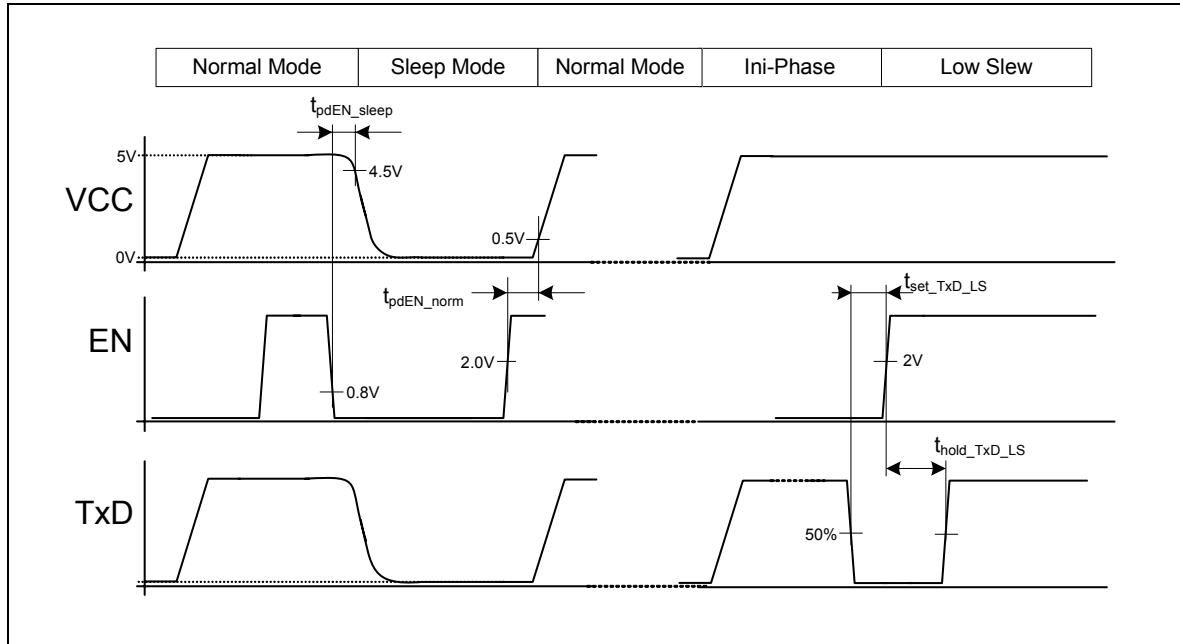 Normal Mode Sleep Mode Normal Mode Ini-Phase Low Slew
tpdEN_sleep
5V
4.5V
VCC
0.5V
0V
tpdEN_norm
tset_TxD_LS
EN
2.0V
2V
0.8V
thold_TxD_LS
TxD
50%